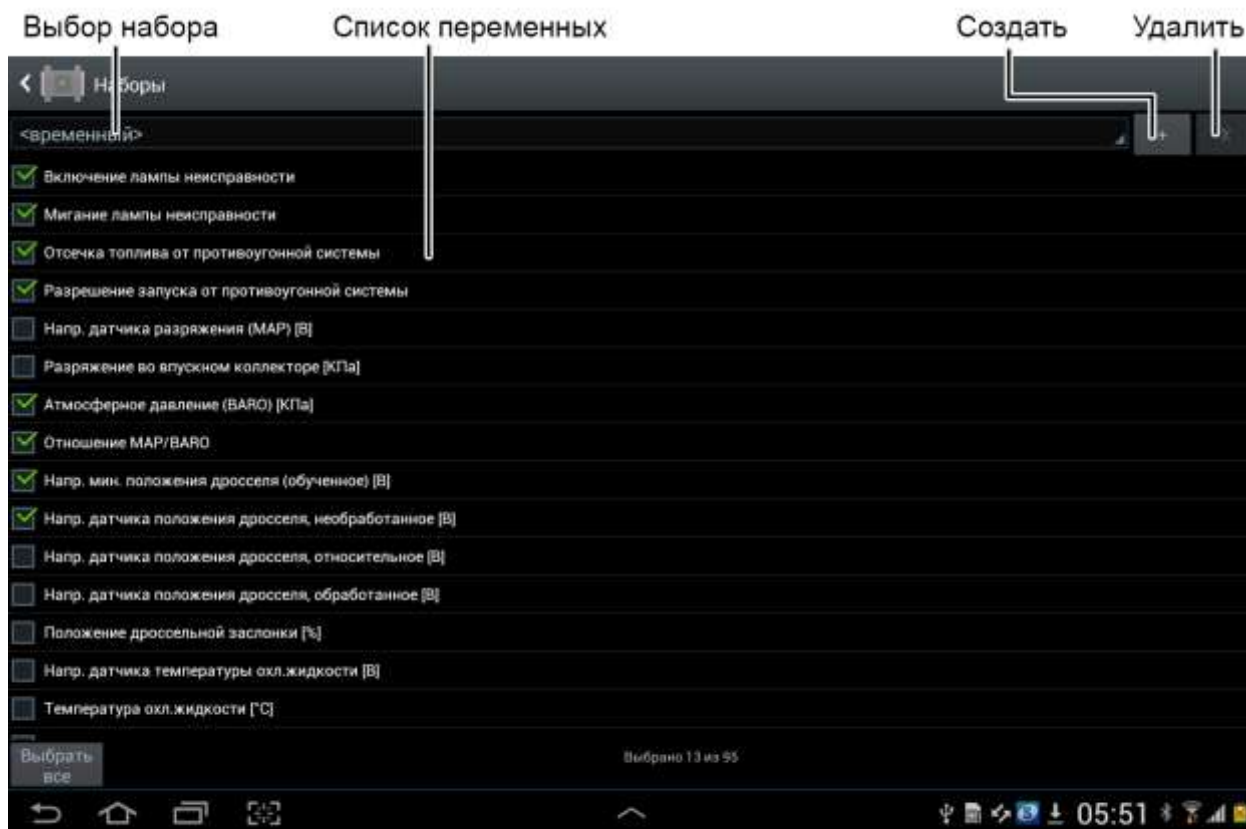 Выбор набора
Список переменных
Создать
Удалить
Наборы
<временный>
+
Включение лампы неисправности
Мигание лампы неисправности
Отсечка топлива от противоугонной системы
Разрешение запуска от противоугонной системы
Напр. датчика разряжения (MAP) [В]
Разряжение во впускном коллекторе [КПа]
Атмосферное давление (BARO) [КПа]
Отношение MAP/BARO
Напр. мин. положения дросселя (обученное) [В]
Напр. датчика положения дросселя, необработанное [В]
Напр. датчика положения дросселя, относительное [В]
Напр. датчика положения дросселя, обработанное [В]
Положение дроссельной заслонки [%]
Напр. датчика температуры охл.жидкости [В]
Температура охл.жидкости [°C]
Выбрать
все
Выбрано 13 из 95
05:51